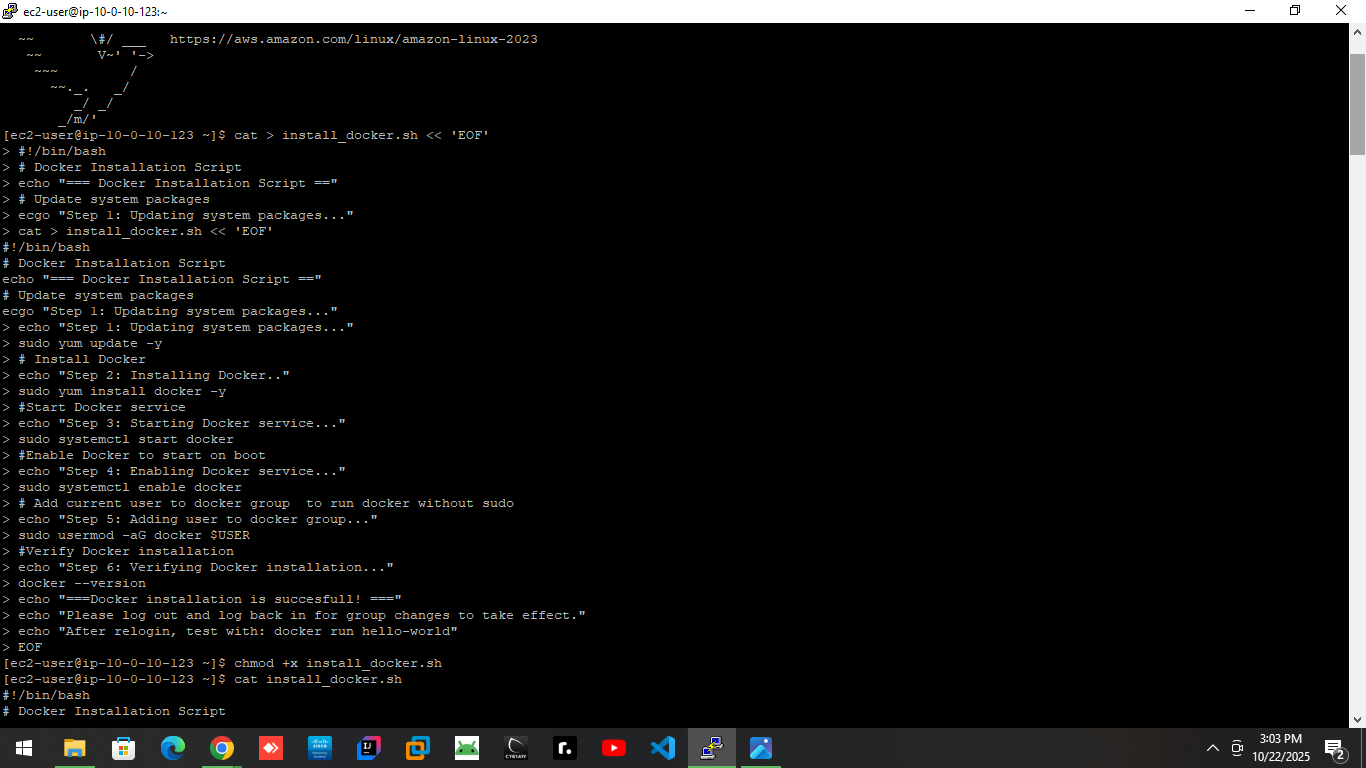 ec2-user@ip-10-0-10-123:~
  ~~       \#/ ___   https://aws.amazon.com/linux/amazon-linux-2023
   ~~       V~' '->
    ~~~         /
      ~~._.   _/
         _/ _/
       _/m/'
[ec2-user@ip-10-0-10-123 ~]$ cat > install_docker.sh << 'EOF'
> #!/bin/bash
> # Docker Installation Script
> echo "=== Docker Installation Script =="
> # Update system packages
> ecgo "Step 1: Updating system packages..."
> cat > install_docker.sh << 'EOF'
#!/bin/bash
# Docker Installation Script
echo "=== Docker Installation Script =="
# Update system packages
ecgo "Step 1: Updating system packages..."
> echo "Step 1: Updating system packages..."
> sudo yum update -y
> # Install Docker
> echo "Step 2: Installing Docker.."
> sudo yum install docker -y
> #Start Docker service
> echo "Step 3: Starting Docker service..."
> sudo systemctl start docker
> #Enable Docker to start on boot
> echo "Step 4: Enabling Dcoker service..."
> sudo systemctl enable docker
> # Add current user to docker group  to run docker without sudo
> echo "Step 5: Adding user to docker group..."
> sudo usermod -aG docker $USER
> #Verify Docker installation
> echo "Step 6: Verifying Docker installation..."
> docker --version
> echo "===Docker installation is succesfull! ==="
> echo "Please log out and log back in for group changes to take effect."
> echo "After relogin, test with: docker run hello-world"
> EOF
[ec2-user@ip-10-0-10-123 ~]$ chmod +x install_docker.sh
[ec2-user@ip-10-0-10-123 ~]$ cat install_docker.sh
#!/bin/bash
# Docker Installation Script
3:03 PM
10/22/2025
2